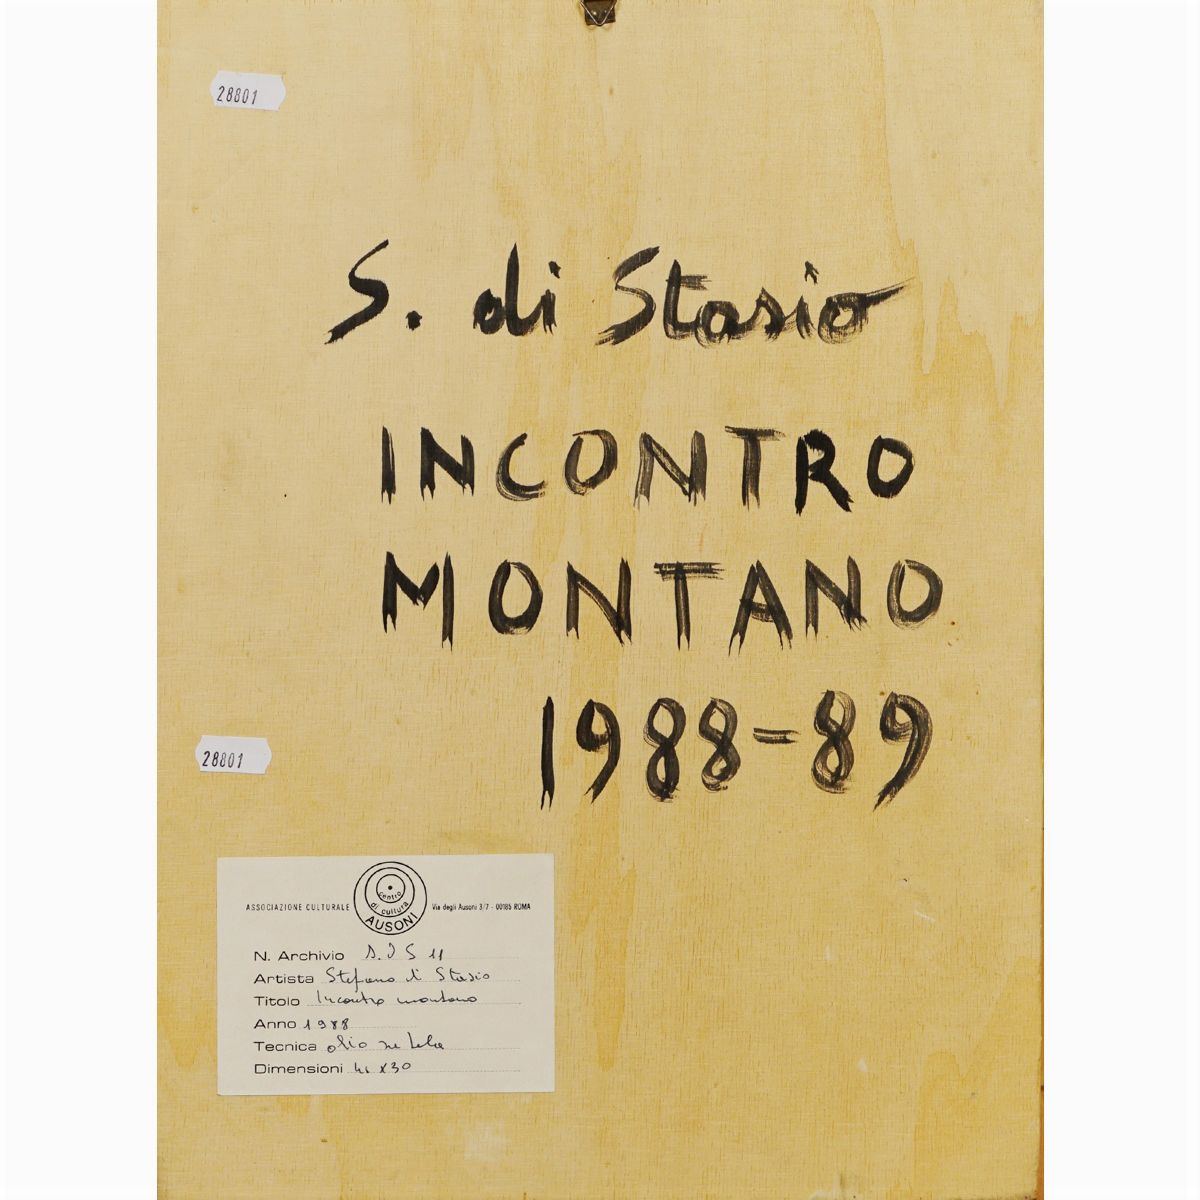 28801
S. di Stasio
INCONTRO
MONTANO
1988-89
28801
ASSOCIAZIONE CULTURALE
centro
di cultura
AUSONI
Via degli Ausoni 3/7 - 00185 ROMA
N. Archivio
Artista Stefano di Stasio
Titolo Incontro montano
Anno 1988
Tecnica olio su tela
Dimensioni x30